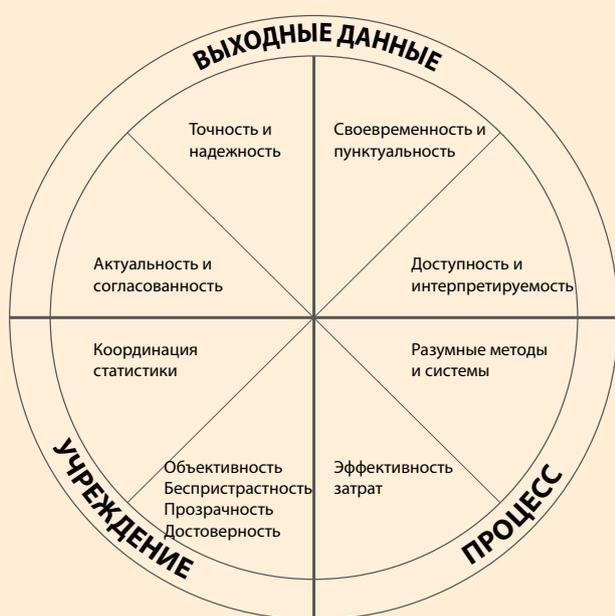 ВЫХОДНЫЕ ДАННЫЕ
Точность и
надежность
Своевременность и
пунктуальность
Актуальность и
согласованность
Доступность и
интерпретируемость
Координация
статистики
Разумные методы
и системы
Объективность
Беспристрастность
Прозрачность
Достоверность
Эффективность
затрат
УЧРЕЖДЕНИЕ
ПРОЦЕСС